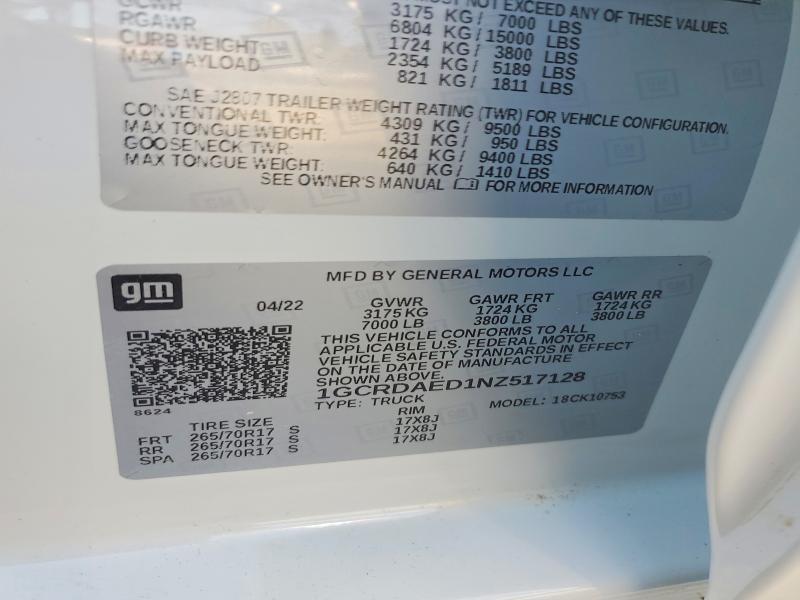 MUST NOT EXCEED ANY OF THESE VALUES.
3175 KG/ 7000 LBS
GCWR 6804 KG/15000 LBS
RGAWR 1724 KG/ 3800 LBS
CURB WEIGHT 2354 KG/ 5189 LBS
MAX PAYLOAD 821 KG/ 1811 LBS
SAE J2807 TRAILER WEIGHT RATING (TWR) FOR VEHICLE CONFIGURATION.
CONVENTIONAL TWR: 4309 KG/ 9500 LBS
MAX TONGUE WEIGHT: 431 KG/ 950 LBS
GOOSENECK TWR: 4264 KG/ 9400 LBS
MAX TONGUE WEIGHT: 640 KG/ 1410 LBS
SEE OWNER'S MANUAL FOR MORE INFORMATION
gm
MFD BY GENERAL MOTORS LLC
04/22 GVWR GAWR FRT GAWR RR
3175 KG 1724 KG 1724 KG
7000 LB 3800 LB 3800 LB
THIS VEHICLE CONFORMS TO ALL
APPLICABLE U.S. FEDERAL MOTOR
VEHICLE SAFETY STANDARDS IN EFFECT
ON THE DATE OF MANUFACTURE
SHOWN ABOVE
1GCRDAED1NZ517128
8624
TYPE: TRUCK MODEL: 18CK10753
TIRE SIZE RIM
FRT 265/70R17 S 17X8J
RR 265/70R17 S 17X8J
SPA 265/70R17 S 17X8J